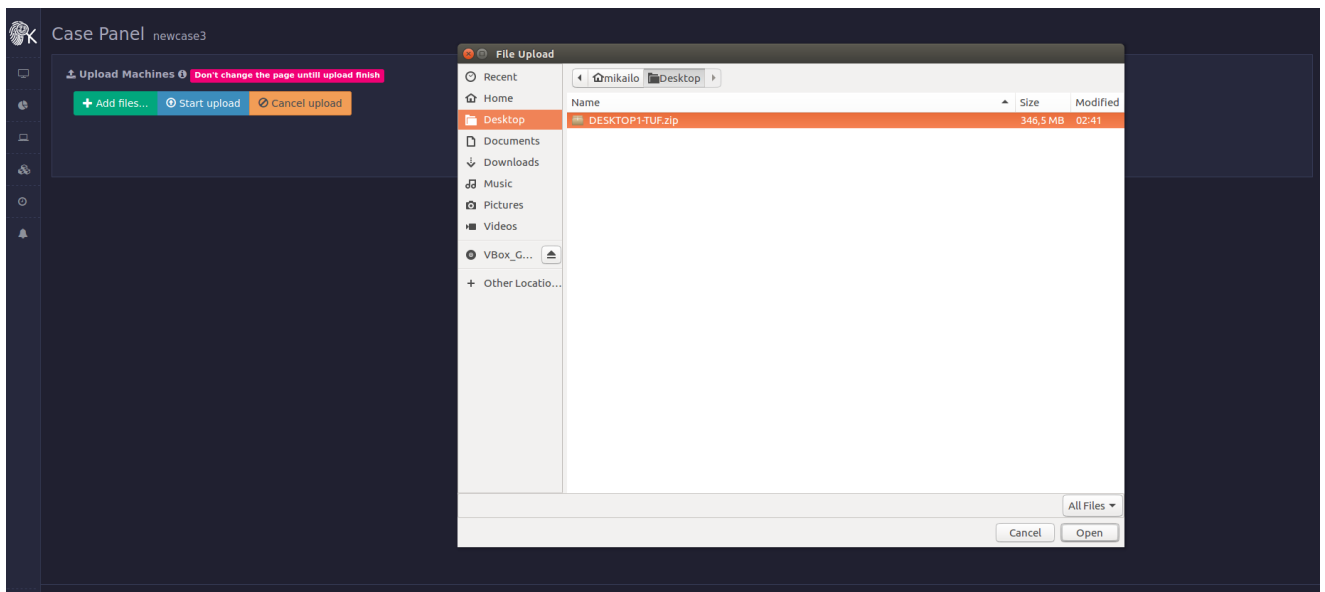 K
Case Panel newcase3
Upload Machines Don't change the page untill upload finish
Add files... Start upload Cancel upload
File Upload
Recent
Home
Desktop
Documents
Downloads
Music
Pictures
Videos
VBox_G...
+ Other Locatio...
mikailo Desktop
Name Size Modified
DESKTOP1-TUF.zip 346,5 MB 02:41
All Files
Cancel Open